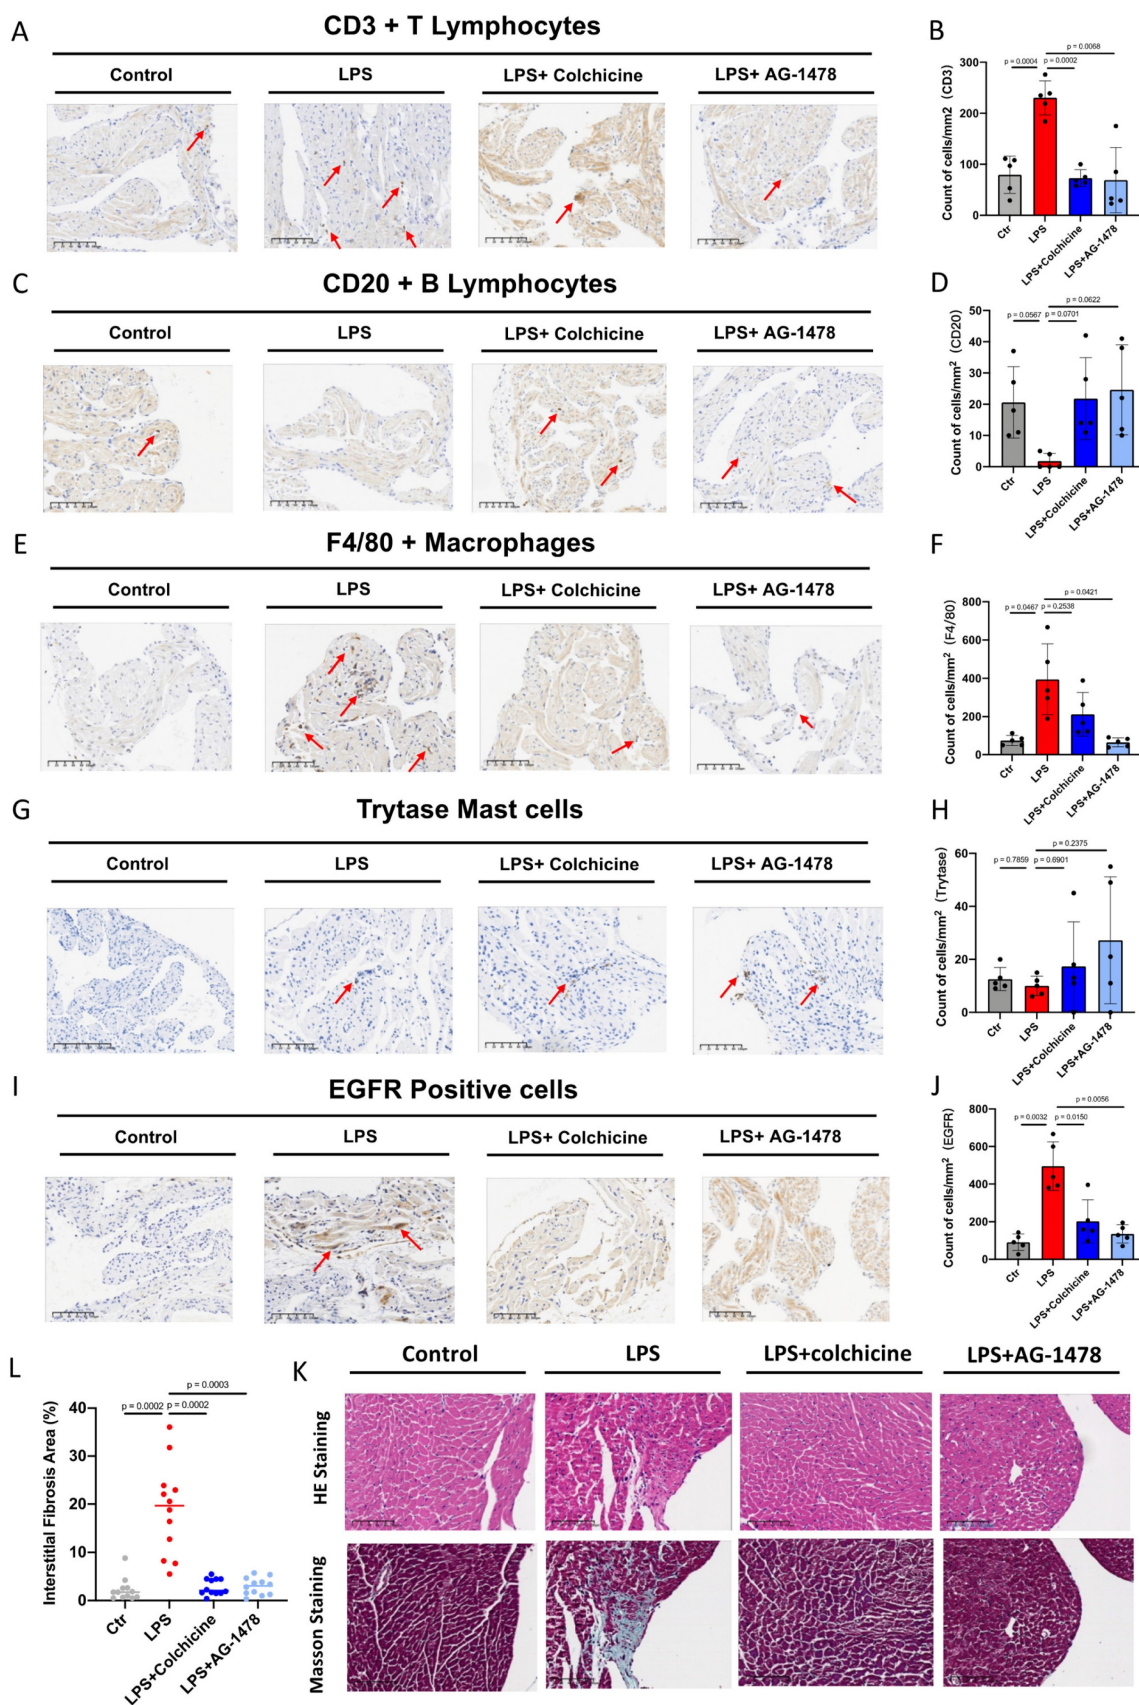 A
CD3 + T Lymphocytes
Control
LPS
LPS+ Colchicine
LPS+ AG-1478
B
p = 0.0068
p = 0.0004
p = 0.0002
Count of cells/mm2 (CD3)
300
200
100
0
Ctr
LPS
LPS+Colchicine
LPS+AG-1478
C
CD20 + B Lymphocytes
Control
LPS
LPS+ Colchicine
LPS+ AG-1478
D
p = 0.0622
p = 0.0567
p = 0.0701
Count of cells/mm² (CD20)
50
40
30
20
10
0
Ctr
LPS
LPS+Colchicine
LPS+AG-1478
E
F4/80 + Macrophages
Control
LPS
LPS+ Colchicine
LPS+ AG-1478
F
p = 0.0421
p = 0.0467
p = 0.2538
Count of cells/mm² (F4/80)
800
600
400
200
0
Ctr
LPS
LPS+Colchicine
LPS+AG-1478
G
Trytase Mast cells
Control
LPS
LPS+ Colchicine
LPS+ AG-1478
H
p = 0.2375
p = 0.7859
p = 0.6901
Count of cells/mm² (Trytase)
60
40
20
0
Ctr
LPS
LPS+Colchicine
LPS+AG-1478
I
EGFR Positive cells
Control
LPS
LPS+ Colchicine
LPS+ AG-1478
J
p = 0.0056
p = 0.0032
p = 0.0150
Count of cells/mm² (EGFR)
800
600
400
200
0
Ctr
LPS
LPS+Colchicine
LPS+AG-1478
L
p = 0.0003
p = 0.0002
p = 0.0002
Interstital Fibrosis Area (%)
40
30
20
10
0
Ctr
LPS
LPS+Colchicine
LPS+AG-1478
K
Control
LPS
LPS+colchicine
LPS+AG-1478
HE Staining
Masson Staining